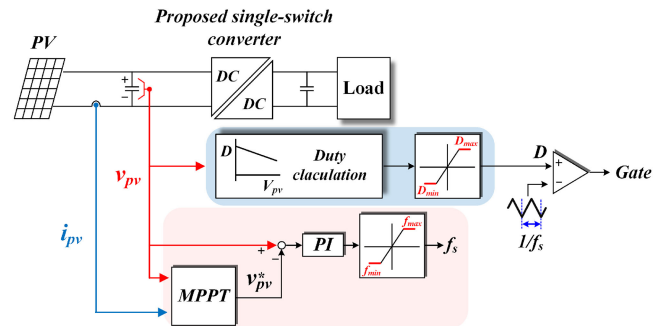 Proposed single-switch
converter
PV
+
−
DC
DC
Load
D
V_pv
Duty
claculation
D_max
D_min
D
+
−
Gate
1/f_s
v_pv
i_pv
+
−
PI
f_max
f_min
f_s
MPPT
v_pv^*